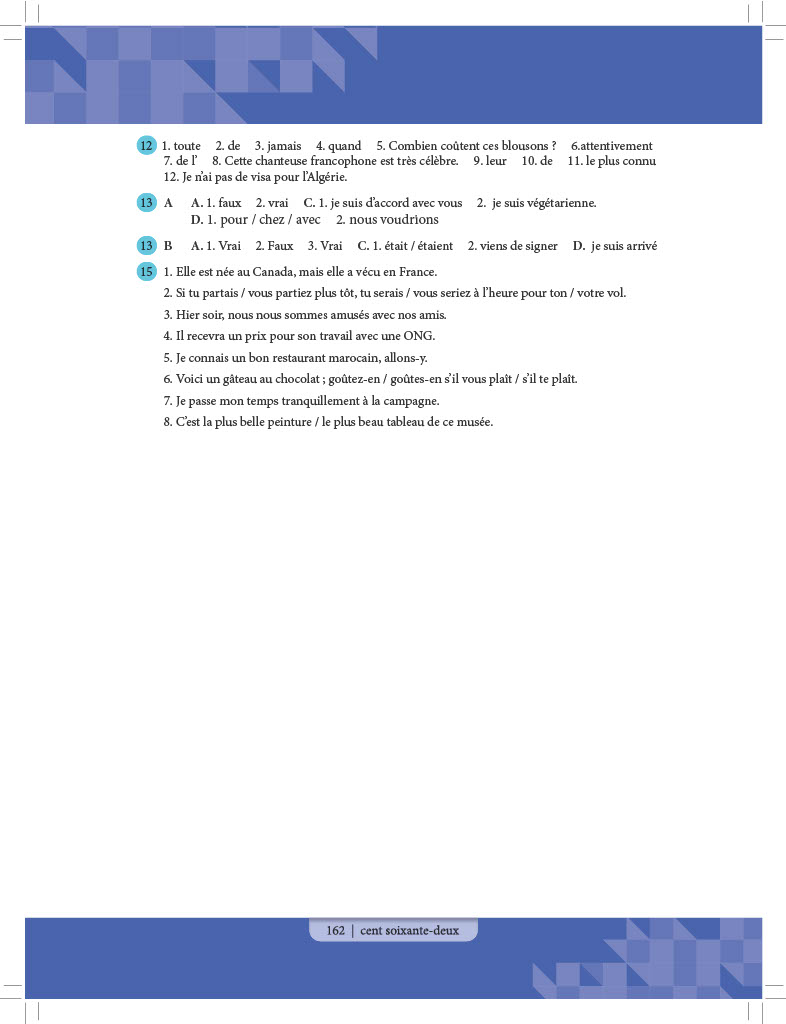 12 1. toute 2. de 3. jamais 4. quand 5. Combien coûtent ces blousons ? 6.attentivement
7. de l’ 8. Cette chanteuse francophone est très célèbre. 9. leur 10. de 11. le plus connu
12. Je n’ai pas de visa pour l’Algérie.
13 A A. 1. faux 2. vrai C. 1. je suis d’accord avec vous 2. je suis végétarienne.
D. 1. pour / chez / avec 2. nous voudrions
13 B A. 1. Vrai 2. Faux 3. Vrai C. 1. était / étaient 2. viens de signer D. je suis arrivé
15 1. Elle est née au Canada, mais elle a vécu en France.
2. Si tu partais / vous partiez plus tôt, tu serais / vous seriez à l’heure pour ton / votre vol.
3. Hier soir, nous nous sommes amusés avec nos amis.
4. Il recevra un prix pour son travail avec une ONG.
5. Je connais un bon restaurant marocain, allons-y.
6. Voici un gâteau au chocolat ; goûtez-en / goûtes-en s’il vous plaît / s’il te plaît.
7. Je passe mon temps tranquillement à la campagne.
8. C’est la plus belle peinture / le plus beau tableau de ce musée.
162 | cent soixante-deux